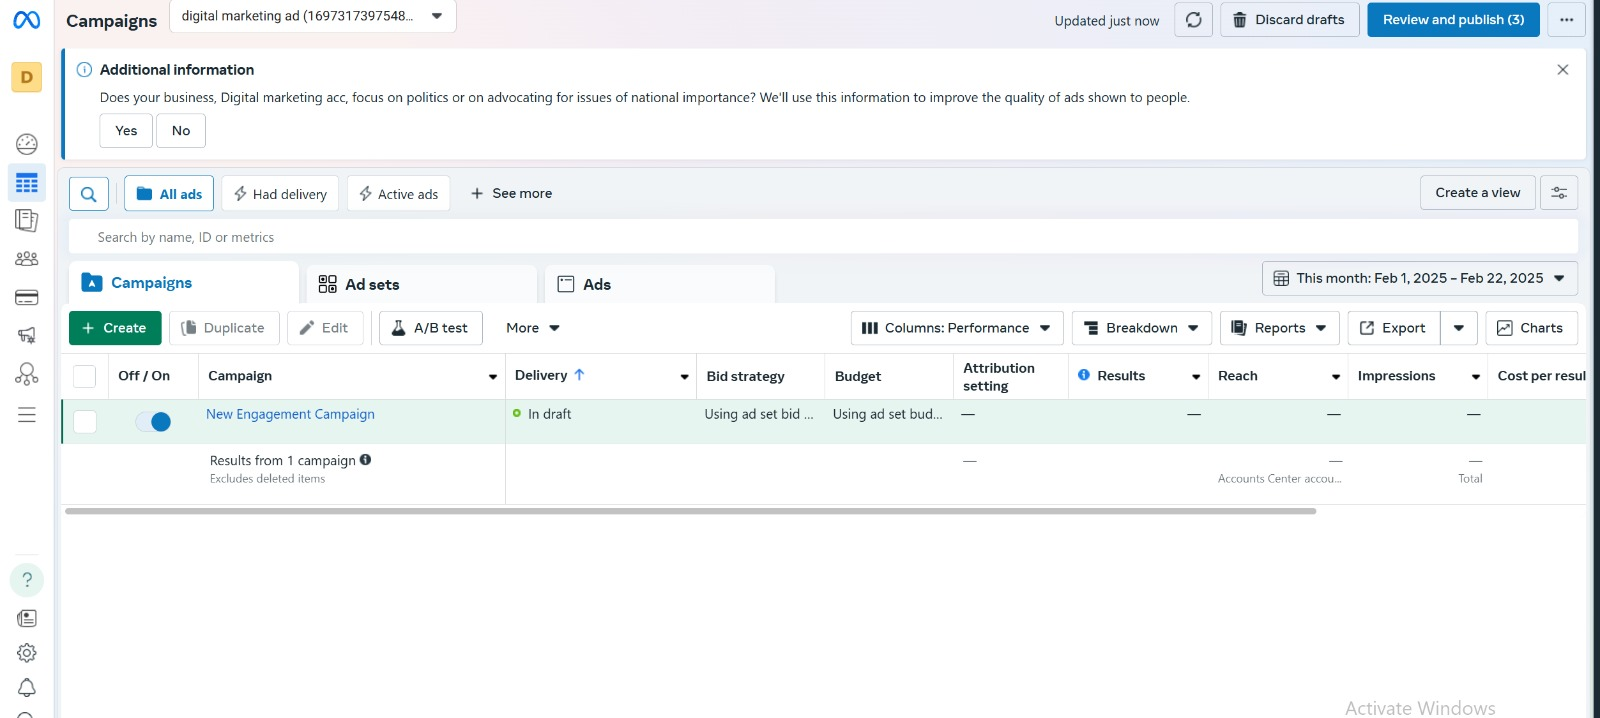 Campaigns
digital marketing ad (1697317397548...
Updated just now
Discard drafts
Review and publish (3)
D
Additional information
Does your business, Digital marketing acc, focus on politics or on advocating for issues of national importance? We'll use this information to improve the quality of ads shown to people.
Yes
No
All ads
Had delivery
Active ads
+ See more
Create a view
Search by name, ID or metrics
Campaigns
Ad sets
Ads
This month: Feb 1, 2025 – Feb 22, 2025
+ Create
Duplicate
Edit
A/B test
More
Columns: Performance
Breakdown
Reports
Export
Charts
Off / On
Campaign
Delivery ↑
Bid strategy
Budget
Attribution
setting
Results
Reach
Impressions
Cost per resul
New Engagement Campaign
In draft
Using ad set bid ...
Using ad set bud...
—
—
—
—
Results from 1 campaign
Excludes deleted items
—
—
Accounts Center accou...
—
Total
?
Activate Windows